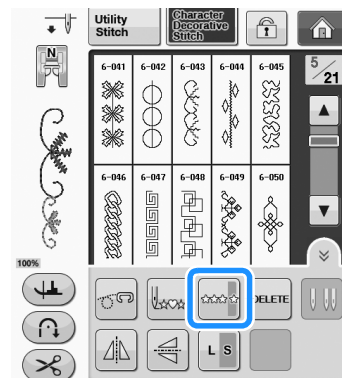 Utility
Stitch
Character
Decorative
Stitch
N
6-041 6-042 6-043 6-044 6-045
5/21
6-046 6-047 6-048 6-049 6-050
100%
DELETE
L S